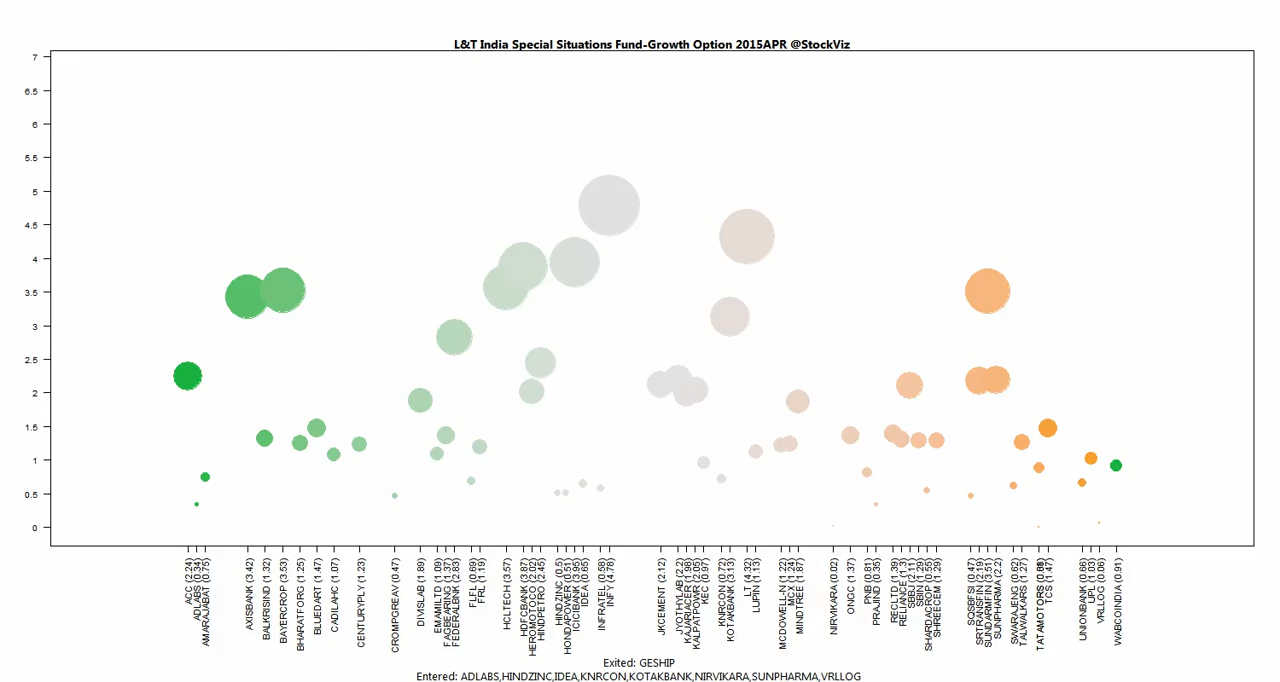 L&T India Special Situations Fund-Growth Option 2015APR @StockViz
7
6.5
6
5.5
5
4.5
4
3.5
3
2.5
2
1.5
1
0.5
0
ACC (2.24)
ADLABS (0.34)
AMARAJABAT (0.75)
AXISBANK (3.42)
BALKRISIND (1.32)
BAYERCROP (3.53)
BHARATFORG (1.25)
BLUEDART (1.47)
CADILAHC (1.07)
CENTURYPLY (1.23)
CROMPGREAV (0.47)
DIVISLAB (1.89)
EMAMILTD (1.09)
FAGBEARING (1.37)
FEDERALBNK (2.83)
FLFL (0.69)
FRL (1.19)
HCLTECH (3.57)
HDFCBANK (3.87)
HEROMOTOCO (2.02)
HINDPETRO (2.45)
HINDZINC (0.5)
HONDAPOWER (0.51)
ICICIBANK (3.95)
IDEA (0.65)
INFRATEL (0.58)
INFY (4.78)
JKCEMENT (2.12)
JYOTHYLAB (2.2)
KAJARIACER (1.98)
KALPATPOWR (2.05)
KEC (0.97)
KNRCON (0.72)
KOTAKBANK (3.13)
LT (4.32)
LUPIN (1.13)
MCDOWELL-N (1.22)
MCX (1.24)
MINDTREE (1.87)
NIRVIKARA (0.02)
ONGC (1.37)
PNB (0.81)
PRAJIND (0.35)
RECLTD (1.39)
RELIANCE (1.3)
SBBJ (2.11)
SBIN (1.29)
SHARDACROP (0.55)
SHREECEM (1.29)
SQSBFSI (0.47)
SRTRANSFIN (2.19)
SUNDARMFIN (3.51)
SUNPHARMA (2.2)
SWARAJENG (0.62)
TALWALKARS (1.27)
TATAMOTORS
TCS (1.47)
UNIONBANK (0.66)
UPL (1.03)
VRLLOG (0.06)
WABCOINDIA (0.91)
Exited: GESHIP
Entered: ADLABS,HINDZINC,IDEA,KNRCON,KOTAKBANK,NIRVIKARA,SUNPHARMA,VRLLOG